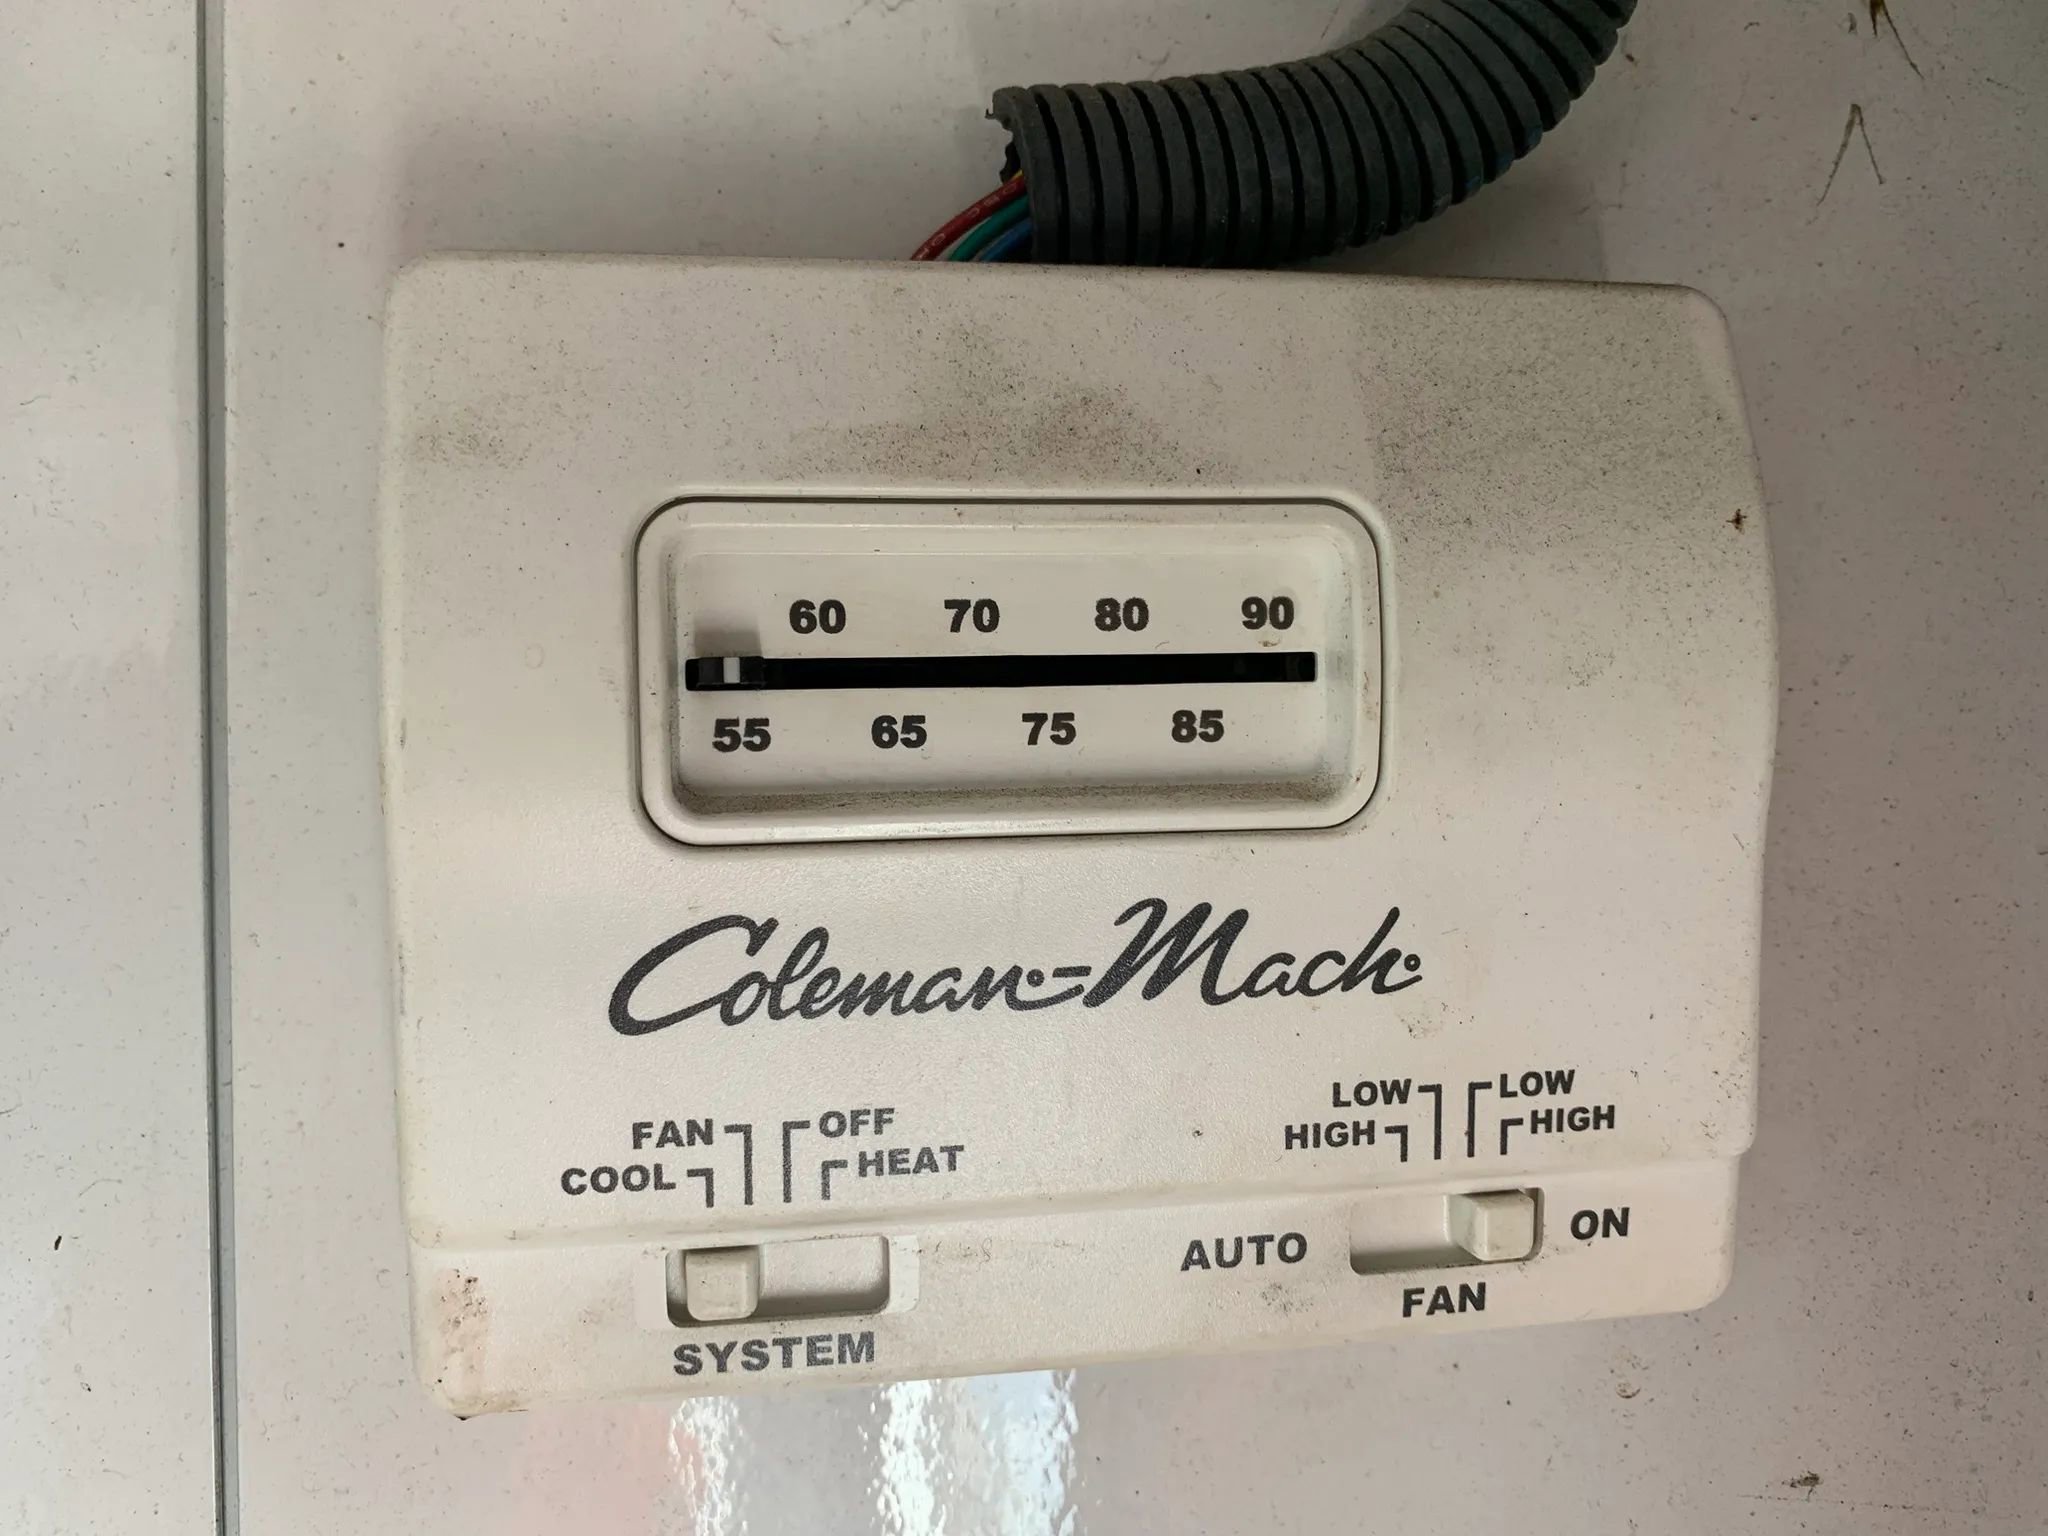 60 70 80 90
55 65 75 85
Coleman-Mach
FAN OFF
COOL HEAT
SYSTEM
LOW LOW
HIGH HIGH
AUTO ON
FAN